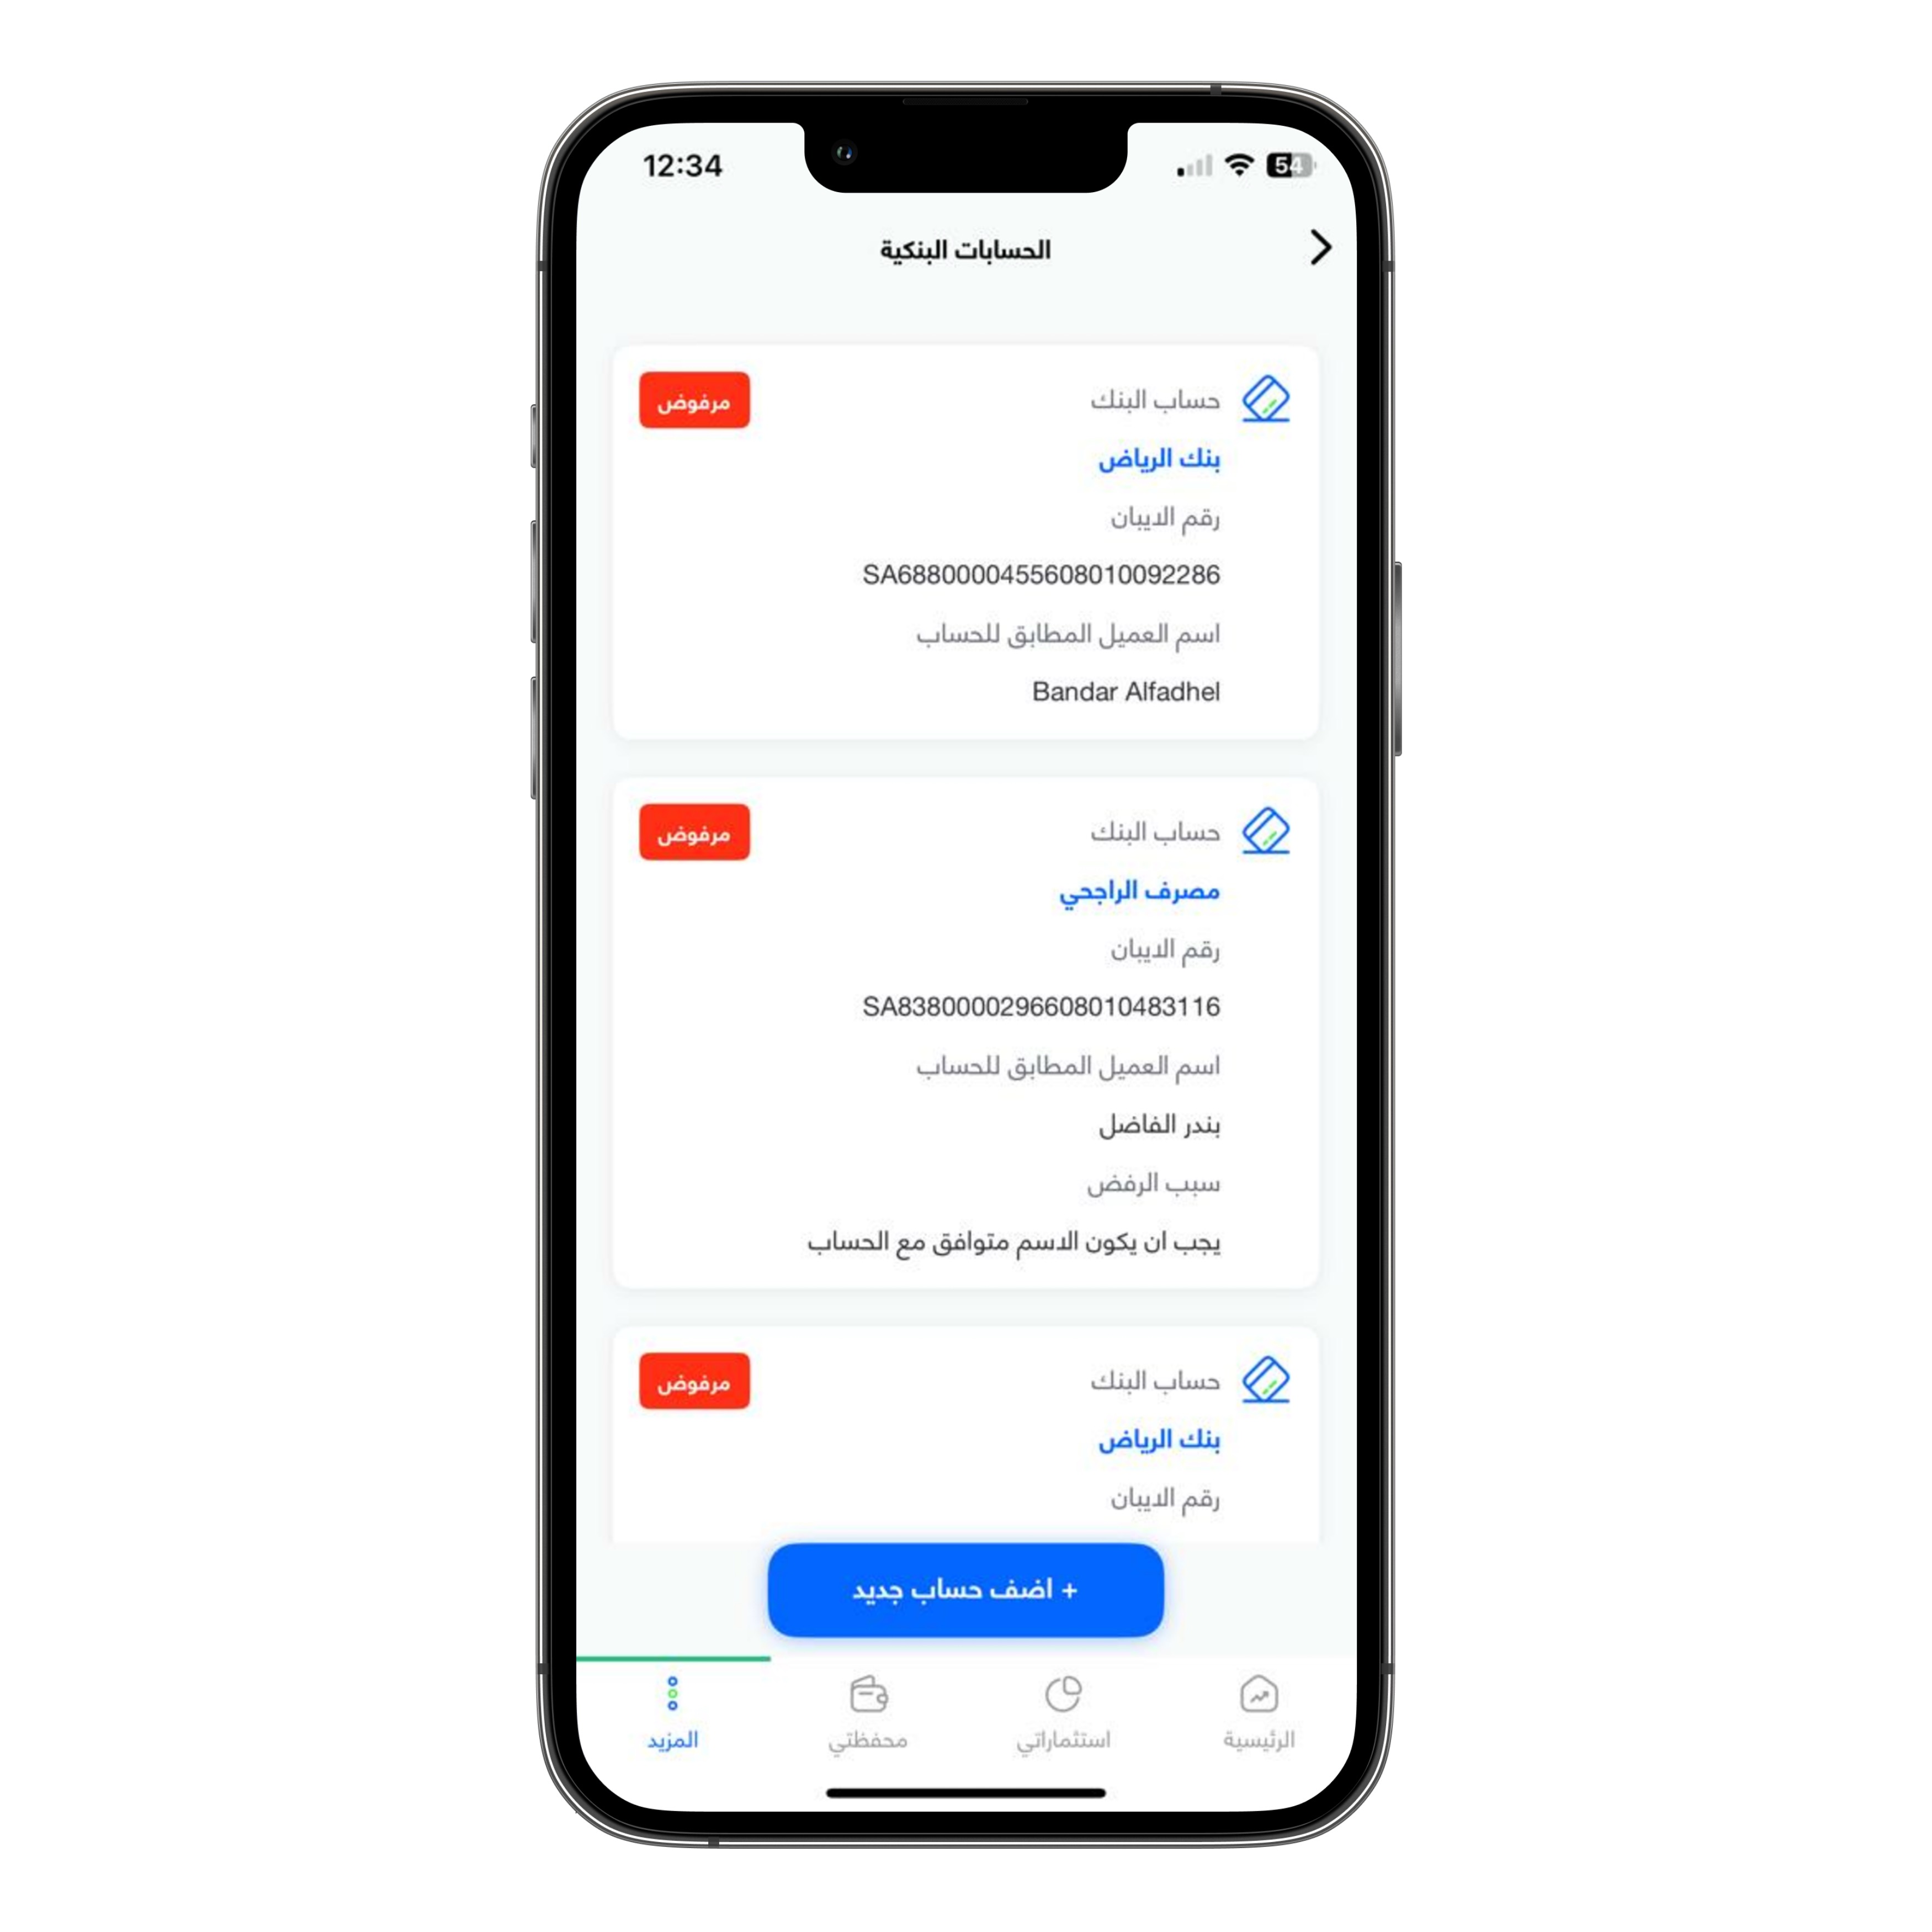 12:34
54
الحسابات البنكية
حساب البنك
مرفوض
بنك الرياض
رقم الايبان
SA6880000455608010092286
اسم العميل المطابق للحساب
Bandar Alfadhel
حساب البنك
مرفوض
مصرف الراجحي
رقم الايبان
SA8380000296608010483116
اسم العميل المطابق للحساب
بندر الفاضل
سبب الرفض
يجب ان يكون الاسم متوافق مع الحساب
حساب البنك
مرفوض
بنك الرياض
رقم الايبان
+ اضف حساب جديد
الرئيسية
استثماراتي
محفظتي
المزيد